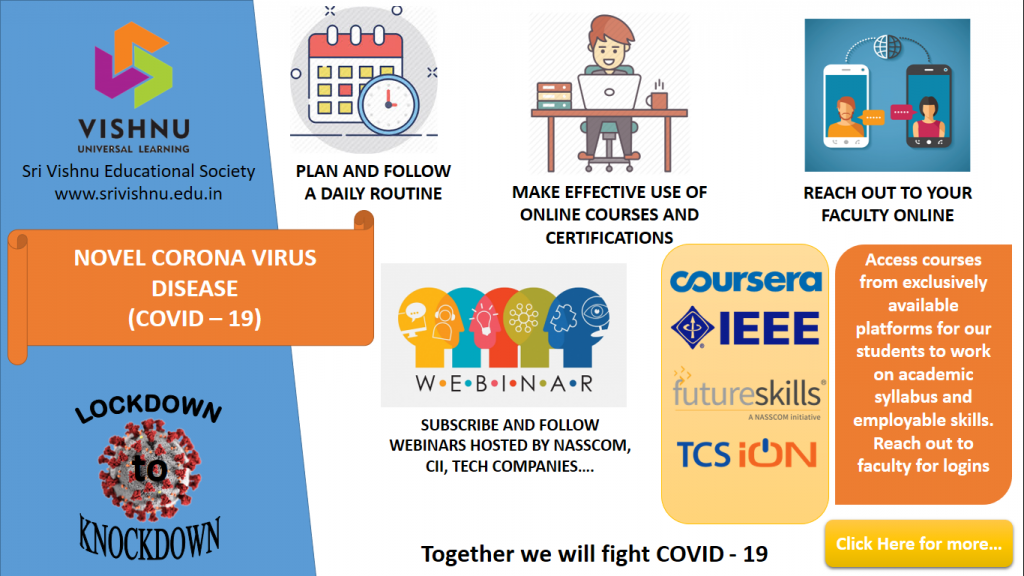 VISHNU
UNIVERSAL LEARNING
Sri Vishnu Educational Society
www.srivishnu.edu.in
NOVEL CORONA VIRUS
DISEASE
(COVID – 19)
LOCKDOWN
to
KNOCKDOWN
PLAN AND FOLLOW
A DAILY ROUTINE
MAKE EFFECTIVE USE OF
ONLINE COURSES AND
CERTIFICATIONS
REACH OUT TO YOUR
FACULTY ONLINE
W•E•B•I•N•A•R
SUBSCRIBE AND FOLLOW
WEBINARS HOSTED BY NASSCOM,
CII, TECH COMPANIES....
coursera
IEEE
futureskills®
A NASSCOM initiative
TCS iON
Access courses
from exclusively
available
platforms for our
students to work
on academic
syllabus and
employable skills.
Reach out to
faculty for logins
Together we will fight COVID - 19
Click Here for more...